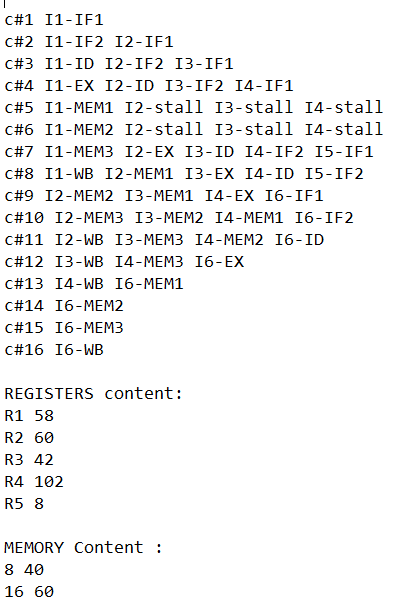 c#1 I1-IF1
c#2 I1-IF2 I2-IF1
c#3 I1-ID I2-IF2 I3-IF1
c#4 I1-EX I2-ID I3-IF2 I4-IF1
c#5 I1-MEM1 I2-stall I3-stall I4-stall
c#6 I1-MEM2 I2-stall I3-stall I4-stall
c#7 I1-MEM3 I2-EX I3-ID I4-IF2 I5-IF1
c#8 I1-WB I2-MEM1 I3-EX I4-ID I5-IF2
c#9 I2-MEM2 I3-MEM1 I4-EX I6-IF1
c#10 I2-MEM3 I3-MEM2 I4-MEM1 I6-IF2
c#11 I2-WB I3-MEM3 I4-MEM2 I6-ID
c#12 I3-WB I4-MEM3 I6-EX
c#13 I4-WB I6-MEM1
c#14 I6-MEM2
c#15 I6-MEM3
c#16 I6-WB
REGISTERS content:
R1 58
R2 60
R3 42
R4 102
R5 8
MEMORY Content :
8 40
16 60